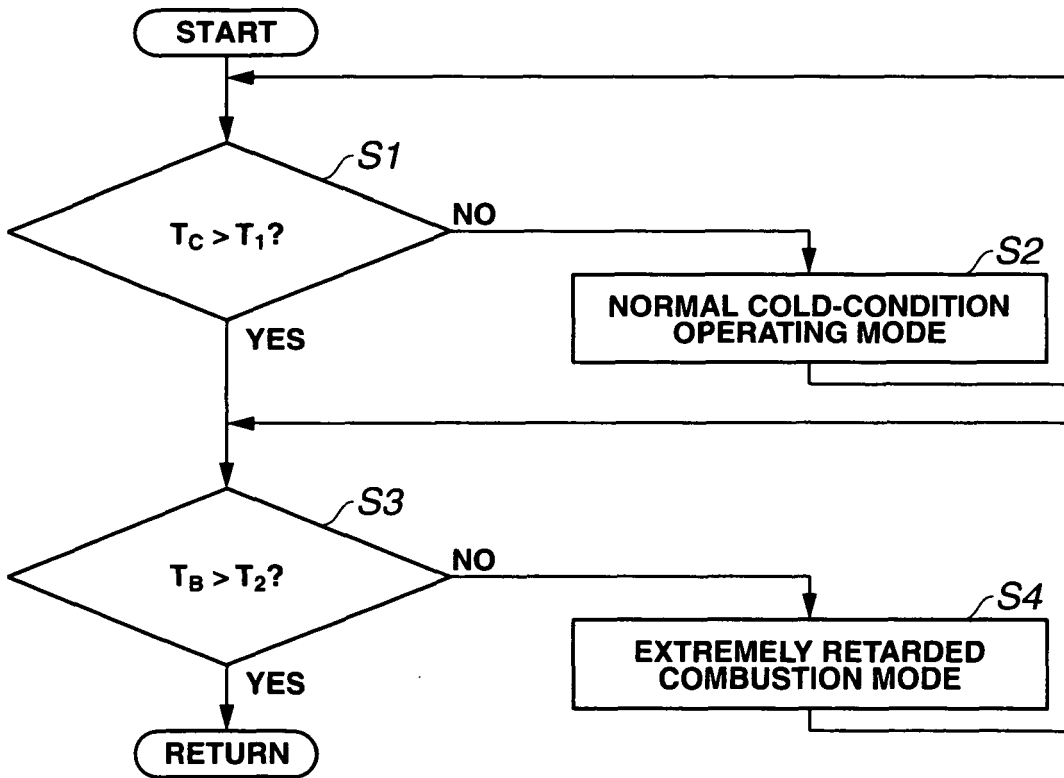 START
S1
T_C > T_1?
NO
S2
NORMAL COLD-CONDITION
OPERATING MODE
YES
S3
T_B > T_2?
NO
S4
EXTREMELY RETARDED
COMBUSTION MODE
YES
RETURN